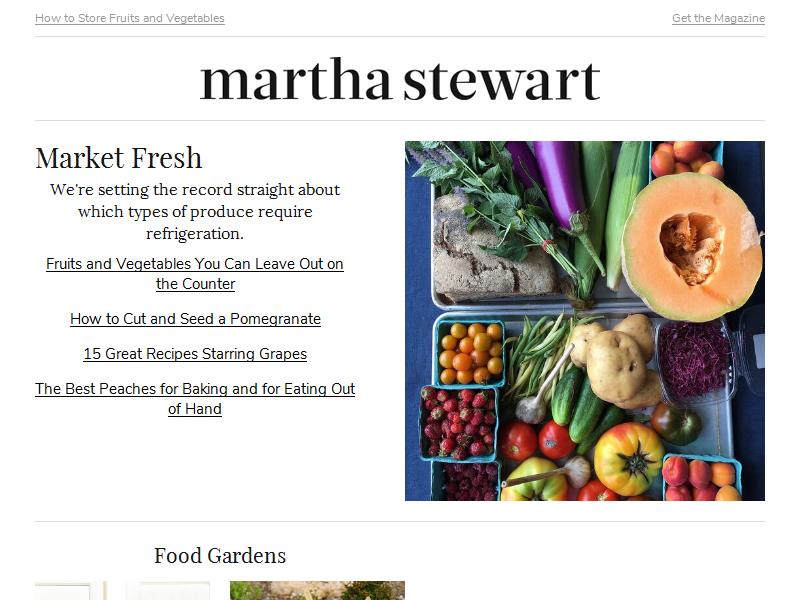 How to Store Fruits and Vegetables
Get the Magazine
martha stewart
Market Fresh
We're setting the record straight about
which types of produce require
refrigeration.
Fruits and Vegetables You Can Leave Out on
the Counter
How to Cut and Seed a Pomegranate
15 Great Recipes Starring Grapes
The Best Peaches for Baking and for Eating Out
of Hand
Food Gardens